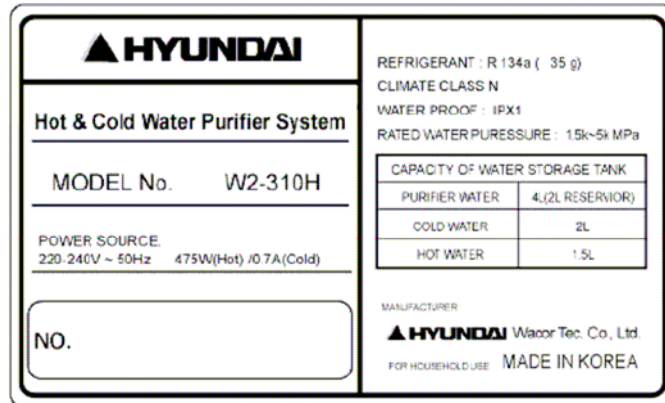 HYUNDAI
Hot & Cold Water Purifier System
MODEL No. W2-310H
POWER SOURCE.
220-240V ~ 50Hz 475W(Hot) /0.7A(Cold)
NO.
REFRIGERANT : R 134a ( 35 g)
CLIMATE CLASS N
WATER PROOF : IPX1
RATED WATER PURESSURE : 1.5k~5k MPa
CAPACITY OF WATER STORAGE TANK
PURIFIER WATER 4L(2L RESERVIOR)
COLD WATER 2L
HOT WATER 1.5L
MANUFACTURER
HYUNDAI Wacor Tec. Co., Ltd.
FOR HOUSEHOLD USE MADE IN KOREA